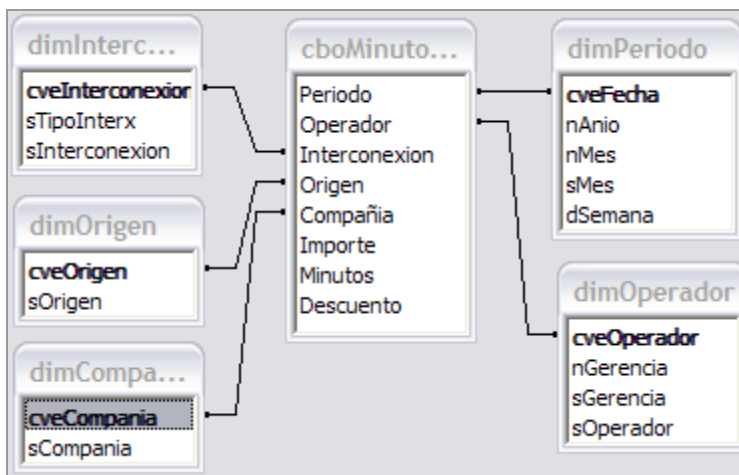 dimInterc...
cveInterconexion
sTipoInterx
sInterconexion
dimOrigen
cveOrigen
sOrigen
dimCompa...
cveCompania
sCompania
cboMinuto...
Periodo
Operador
Interconexion
Origen
Compañia
Importe
Minutos
Descuento
dimPeriodo
cveFecha
nAnio
nMes
sMes
dSemana
dimOperador
cveOperador
nGerencia
sGerencia
sOperador